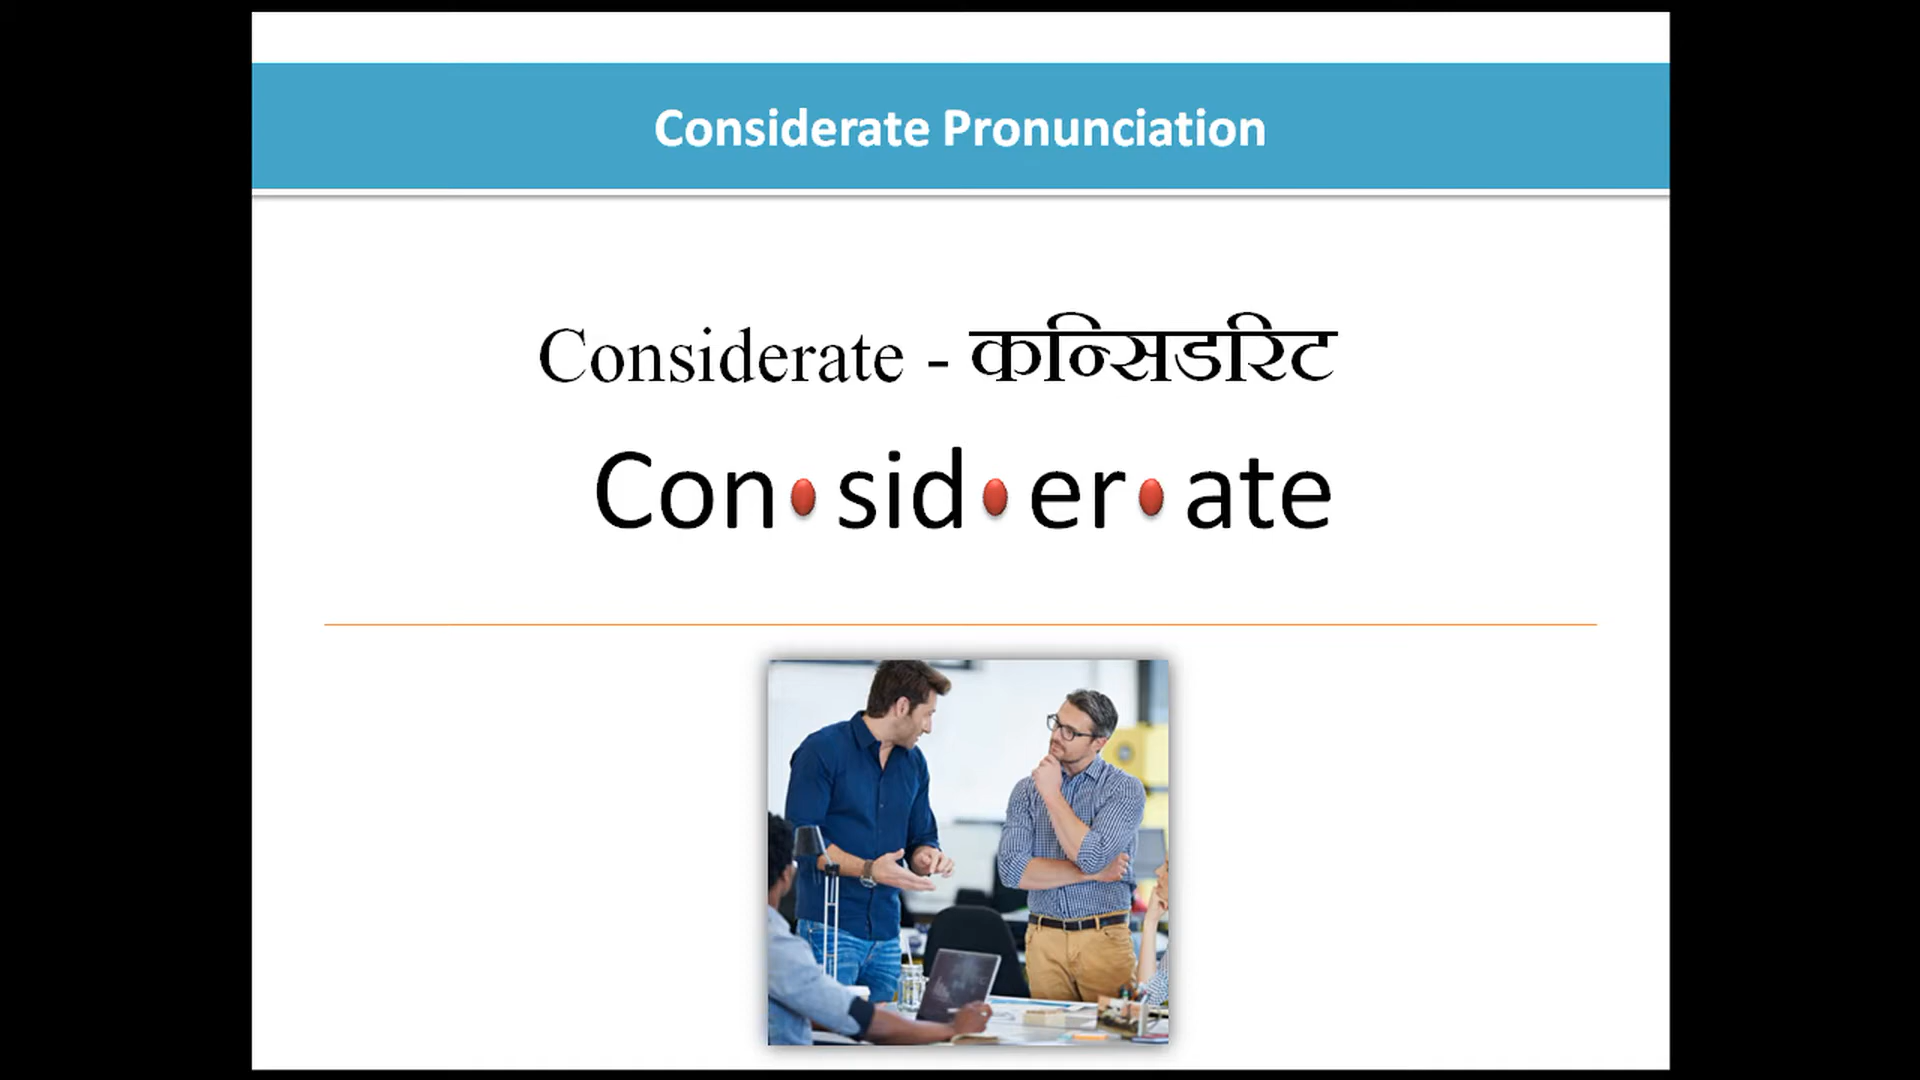 Considerate Pronunciation
Considerate - कन्सिडरिट
Con•sid•er•ate